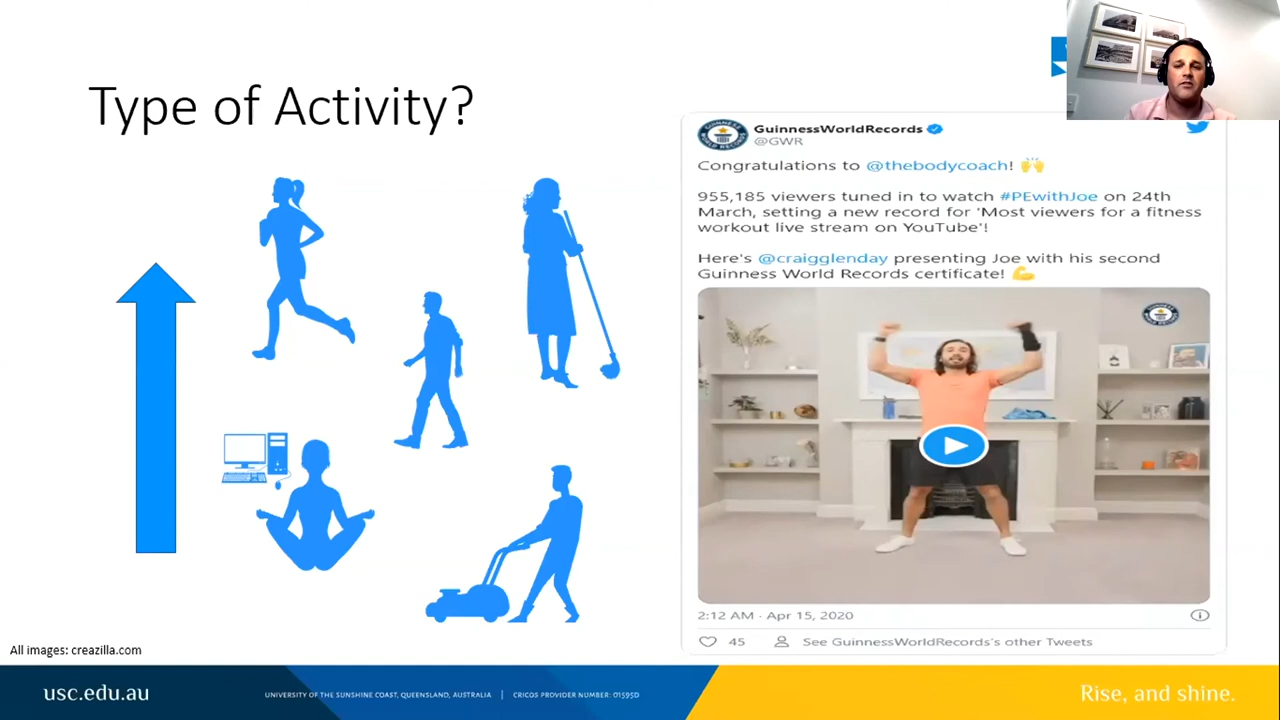 Type of Activity?
GuinnessWorldRecords
@GWR
Congratulations to @thebodycoach! 🙌
955,185 viewers tuned in to watch #PEwithJoe on 24th
March, setting a new record for 'Most viewers for a fitness
workout live stream on YouTube'!
Here's @craigglenday presenting Joe with his second
Guinness World Records certificate! 💪
2:12 AM · Apr 15, 2020
45
See GuinnessWorldRecords's other Tweets
All images: creazilla.com
usc.edu.au
UNIVERSITY OF THE SUNSHINE COAST, QUEENSLAND, AUSTRALIA | CRICOS PROVIDER NUMBER: 01595D
Rise, and shine.